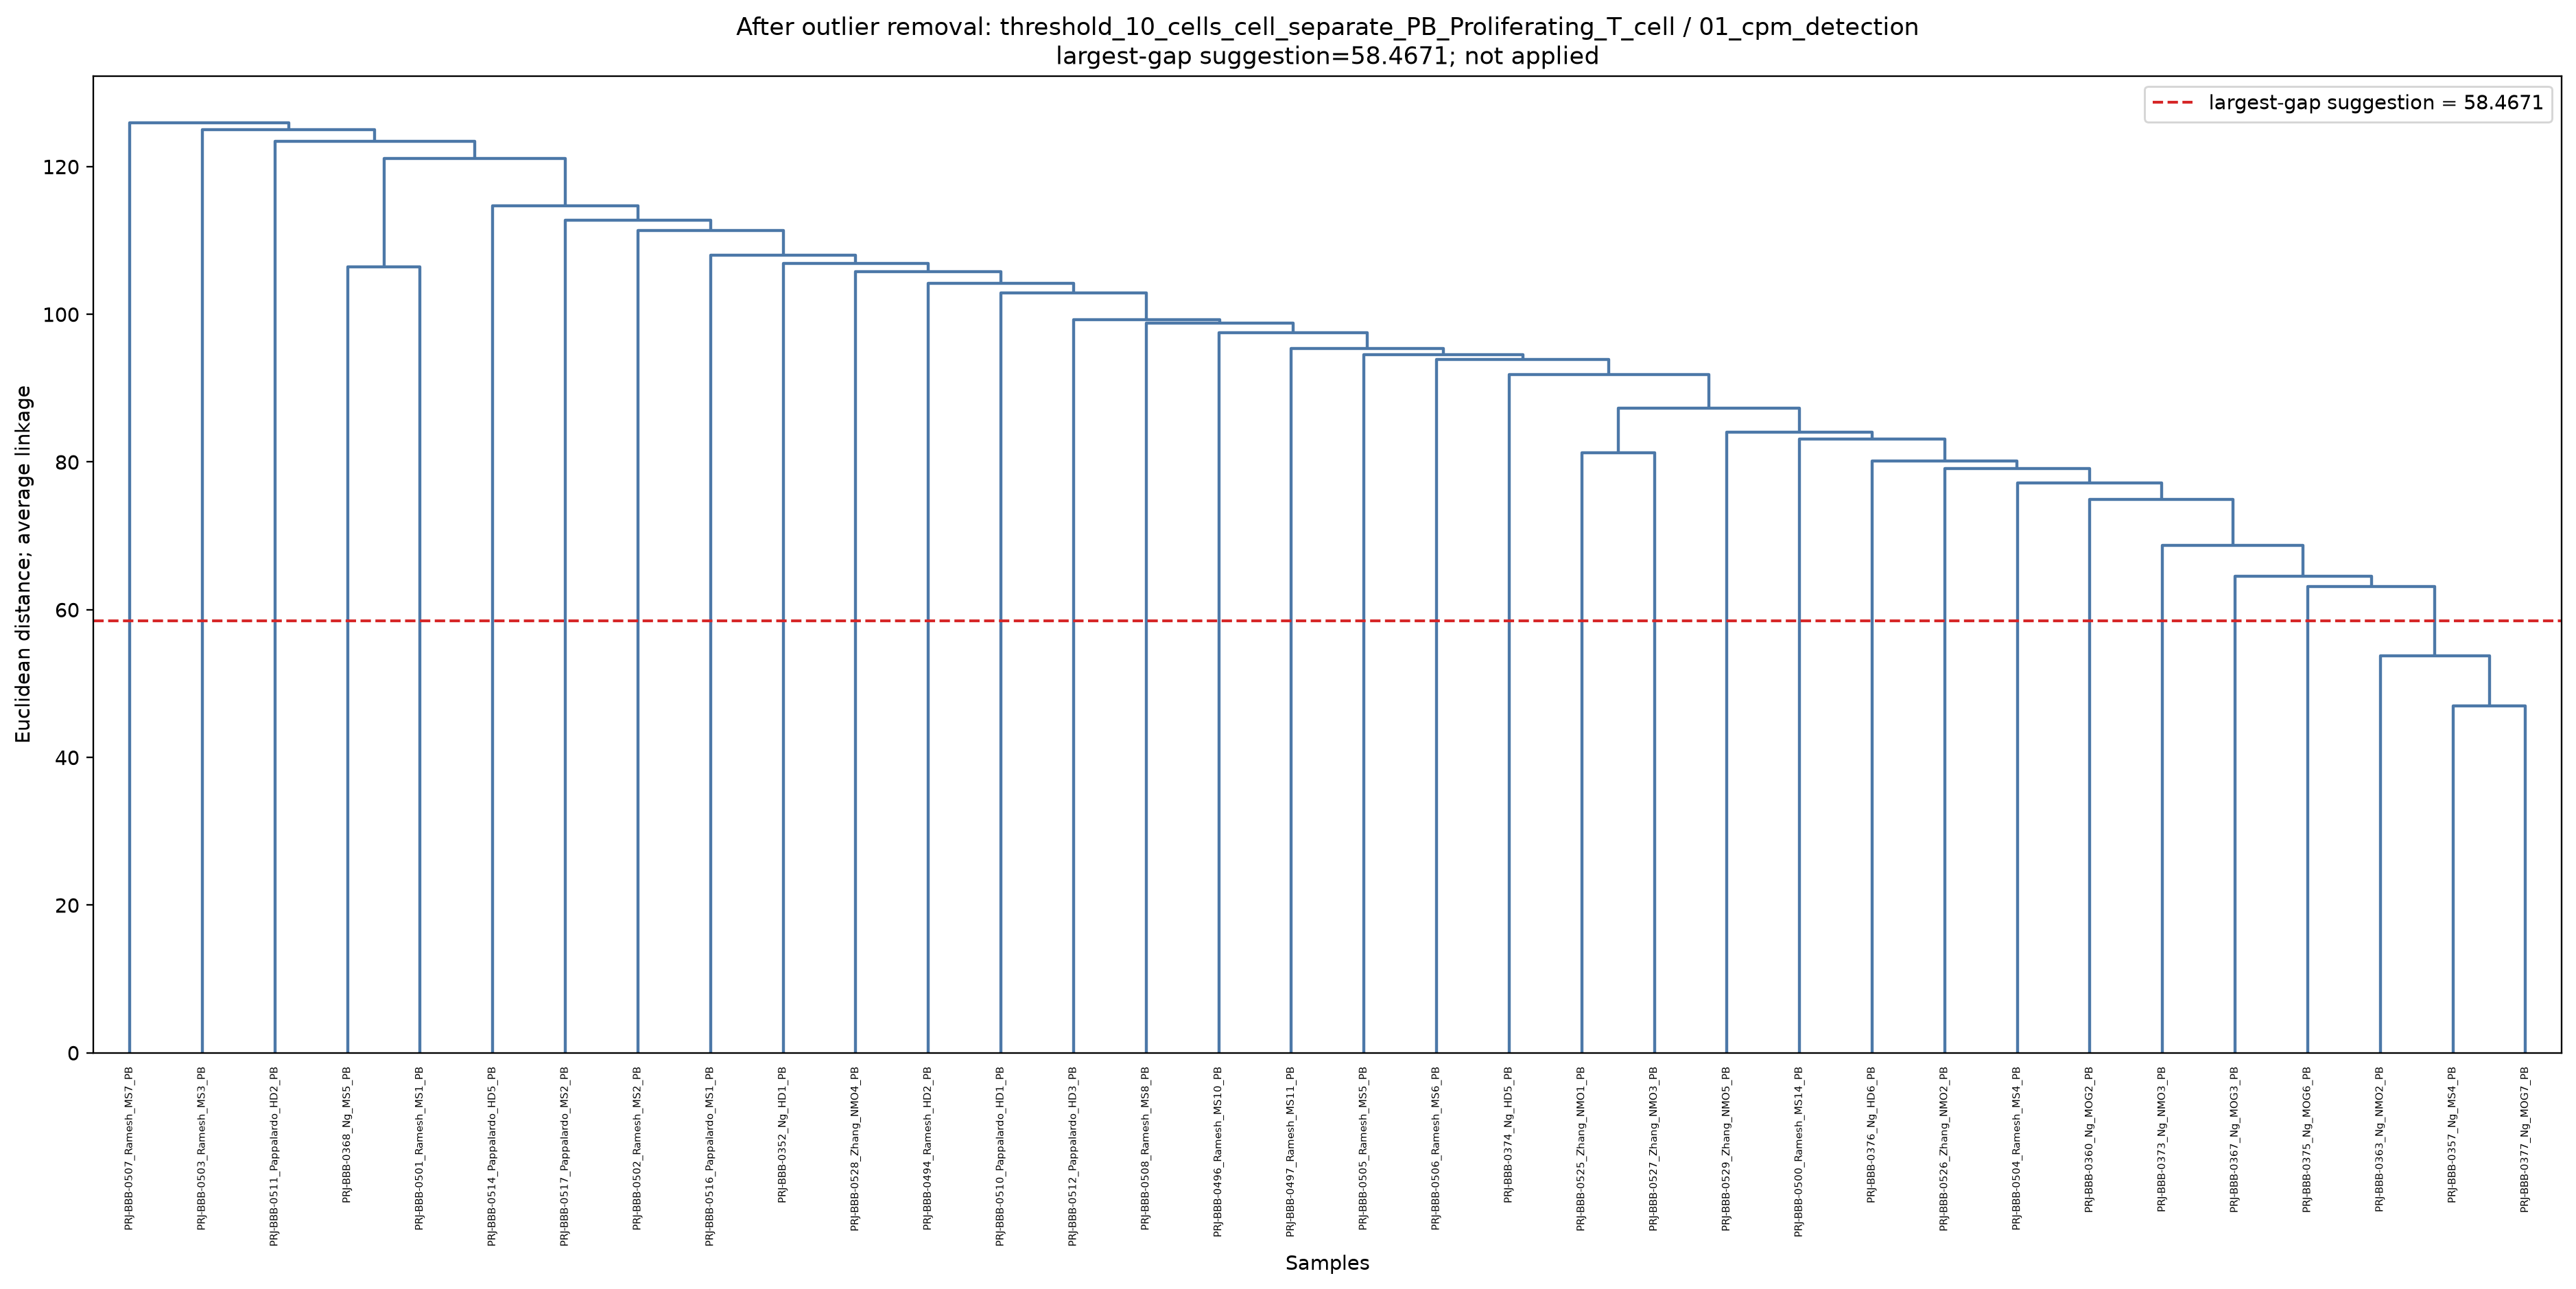 After outlier removal: threshold_10_cells_cell_separate_PB_Proliferating_T_cell / 01_cpm_detection
largest-gap suggestion=58.4671; not applied
largest-gap suggestion = 58.4671
Euclidean distance; average linkage
120
100
80
60
40
20
0
PRJ-BBB-0507_Ramesh_MS7_PB
PRJ-BBB-0503_Ramesh_MS3_PB
PRJ-BBB-0511_Pappalardo_HD2_PB
PRJ-BBB-0368_Ng_MS5_PB
PRJ-BBB-0501_Ramesh_MS1_PB
PRJ-BBB-0514_Pappalardo_HD5_PB
PRJ-BBB-0517_Pappalardo_MS2_PB
PRJ-BBB-0502_Ramesh_MS2_PB
PRJ-BBB-0516_Pappalardo_MS1_PB
PRJ-BBB-0352_Ng_HD1_PB
PRJ-BBB-0528_Zhang_NMO4_PB
PRJ-BBB-0494_Ramesh_HD2_PB
PRJ-BBB-0510_Pappalardo_HD1_PB
PRJ-BBB-0512_Pappalardo_HD3_PB
PRJ-BBB-0508_Ramesh_MS8_PB
PRJ-BBB-0496_Ramesh_MS10_PB
PRJ-BBB-0497_Ramesh_MS11_PB
PRJ-BBB-0505_Ramesh_MS5_PB
PRJ-BBB-0506_Ramesh_MS6_PB
PRJ-BBB-0374_Ng_HD5_PB
PRJ-BBB-0525_Zhang_NMO1_PB
PRJ-BBB-0527_Zhang_NMO3_PB
PRJ-BBB-0529_Zhang_NMO5_PB
PRJ-BBB-0500_Ramesh_MS14_PB
PRJ-BBB-0376_Ng_HD6_PB
PRJ-BBB-0526_Zhang_NMO2_PB
PRJ-BBB-0504_Ramesh_MS4_PB
PRJ-BBB-0360_Ng_MOG2_PB
PRJ-BBB-0373_Ng_NMO3_PB
PRJ-BBB-0367_Ng_MOG3_PB
PRJ-BBB-0375_Ng_MOG6_PB
PRJ-BBB-0363_Ng_NMO2_PB
PRJ-BBB-0357_Ng_MS4_PB
PRJ-BBB-0377_Ng_MOG7_PB
Samples